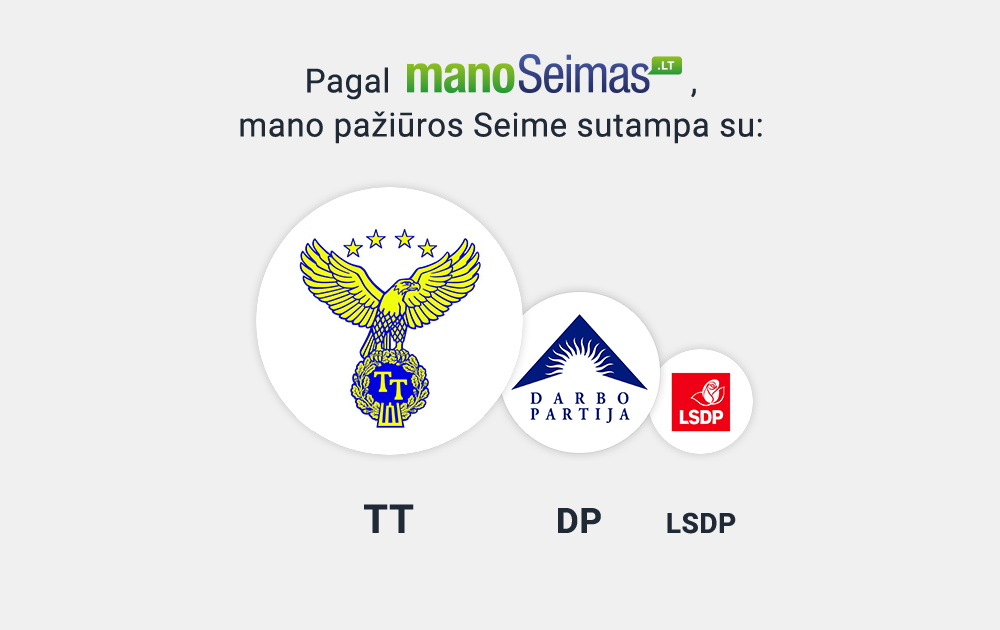 Pagal manoSeimas.LT ,
mano pažiūros Seime sutampa su:
TT
DARBO
PARTIJA
LSDP
TT
DP
LSDP